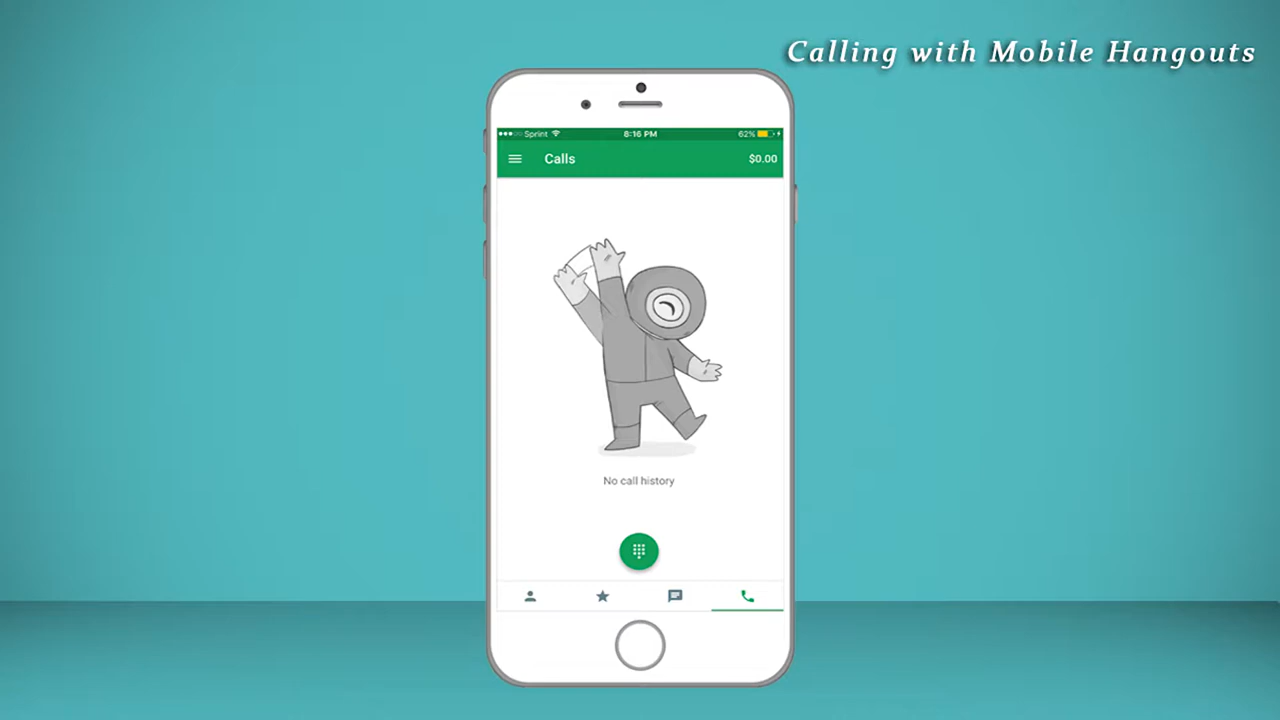 Calling with Mobile Hangouts
Sprint 8:16 PM 62%
Calls $0.00
No call history